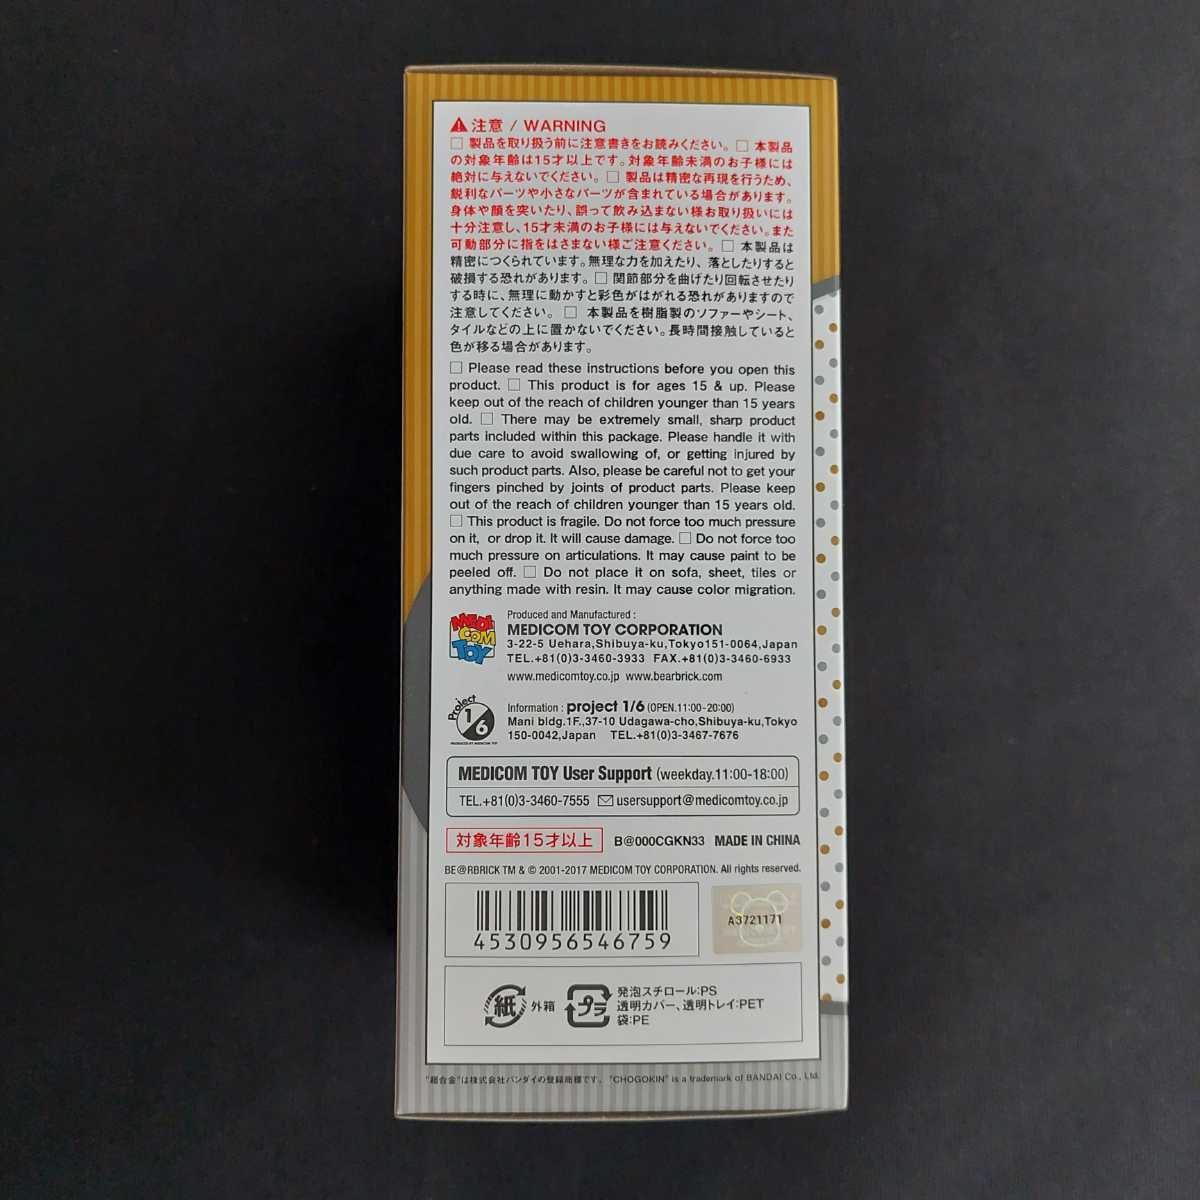 ⚠注意 / WARNING
□ 製品を取り扱う前に注意書きをお読みください。□ 本製品
の対象年齢は15才以上です。対象年齢未満のお子様には
絶対に与えないでください。□ 製品は精密な再現を行うため、
鋭利なパーツや小さなパーツが含まれている場合があります。
身体や顔を突いたり、誤って飲み込まない様お取り扱いには
十分注意し、15才未満のお子様には与えないでください。また
可動部分に指をはさまない様ご注意ください。□ 本製品は
精密につくられています。無理な力を加えたり、落としたりすると
破損する恐れがあります。□ 関節部分を曲げたり回転させたり
する時に、無理に動かすと彩色がはがれる恐れがありますので
注意してください。□ 本製品を樹脂製のソファーやシート、
タイルなどの上に置かないでください。長時間接触していると
色が移る場合があります。
□ Please read these instructions before you open this
product. □ This product is for ages 15 & up. Please
keep out of the reach of children younger than 15 years
old. □ There may be extremely small, sharp product
parts included within this package. Please handle it with
due care to avoid swallowing of, or getting injured by
such product parts. Also, please be careful not to get your
fingers pinched by joints of product parts. Please keep
out of the reach of children younger than 15 years old.
□ This product is fragile. Do not force too much pressure
on it, or drop it. It will cause damage. □ Do not force too
much pressure on articulations. It may cause paint to be
peeled off. □ Do not place it on sofa, sheet, tiles or
anything made with resin. It may cause color migration.
MEDI
COM
TOY
Produced and Manufactured :
MEDICOM TOY CORPORATION
3-22-5 Uehara,Shibuya-ku,Tokyo151-0064,Japan
TEL.+81(0)3-3460-3933 FAX.+81(0)3-3460-6933
www.medicomtoy.co.jp www.bearbrick.com
Project
1/6
PRODUCED BY MEDICOM TOY
Information : project 1/6 (OPEN.11:00-20:00)
Mani bldg.1F.,37-10 Udagawa-cho,Shibuya-ku,Tokyo
150-0042,Japan TEL.+81(0)3-3467-7676
MEDICOM TOY User Support (weekday.11:00-18:00)
TEL.+81(0)3-3460-7555 usersupport@medicomtoy.co.jp
対象年齢15才以上 B@000CGKN33 MADE IN CHINA
BE@RBRICK TM & © 2001-2017 MEDICOM TOY CORPORATION. All rights reserved.
4530956546759
A3721171
紙 外箱
プラ
発泡スチロール:PS
透明カバー、透明トレイ:PET
袋:PE
"超合金"は株式会社バンダイの登録商標です。 "CHOGOKIN" is a trademark of BANDAI Co., Ltd.